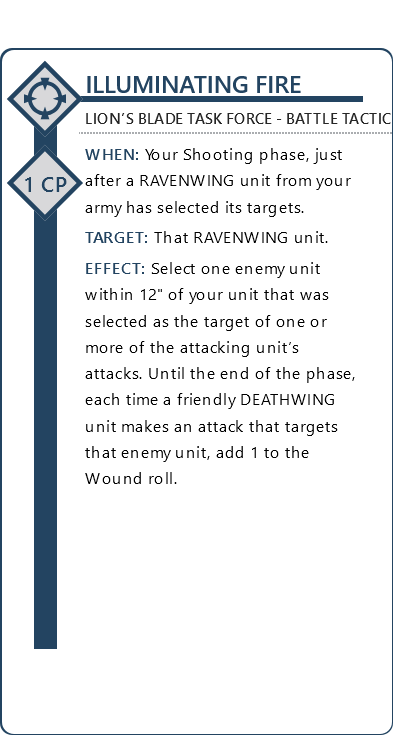 ILLUMINATING FIRE
LION'S BLADE TASK FORCE - BATTLE TACTIC
1 CP
WHEN: Your Shooting phase, just
after a RAVENWING unit from your
army has selected its targets.
TARGET: That RAVENWING unit.
EFFECT: Select one enemy unit
within 12" of your unit that was
selected as the target of one or
more of the attacking unit's
attacks. Until the end of the phase,
each time a friendly DEATHWING
unit makes an attack that targets
that enemy unit, add 1 to the
Wound roll.